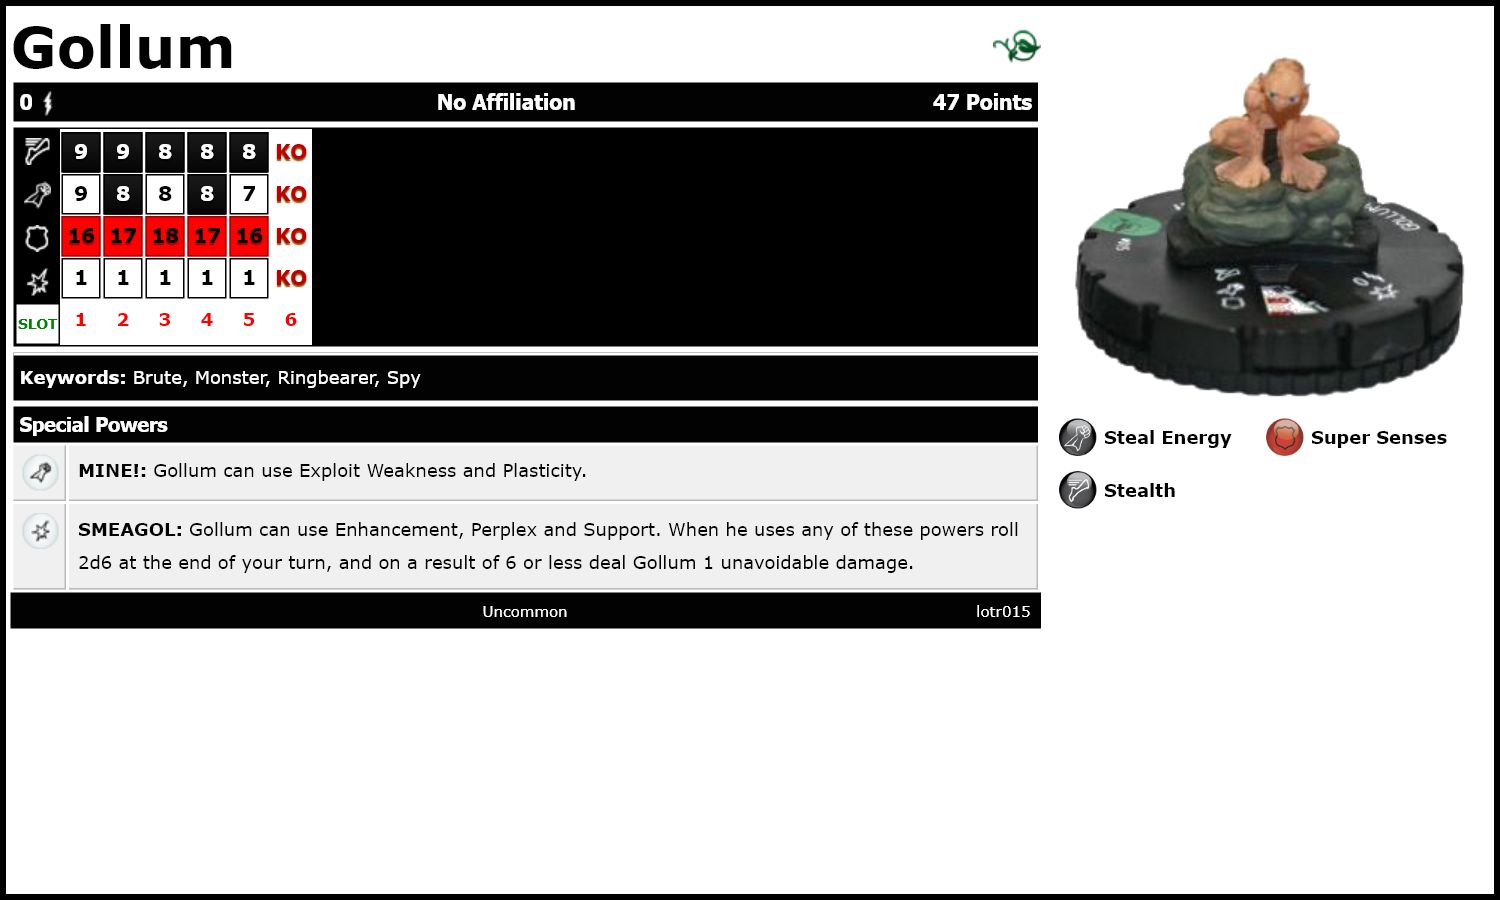 Gollum
0 No Affiliation 47 Points
9 9 8 8 8 KO
9 8 8 8 7 KO
16 17 18 17 16 KO
1 1 1 1 1 KO
SLOT 1 2 3 4 5 6
Keywords: Brute, Monster, Ringbearer, Spy
Special Powers
MINE!: Gollum can use Exploit Weakness and Plasticity.
SMEAGOL: Gollum can use Enhancement, Perplex and Support. When he uses any of these powers roll
2d6 at the end of your turn, and on a result of 6 or less deal Gollum 1 unavoidable damage.
Uncommon lotr015
GOLLUM
KO
Steal Energy Super Senses
Stealth